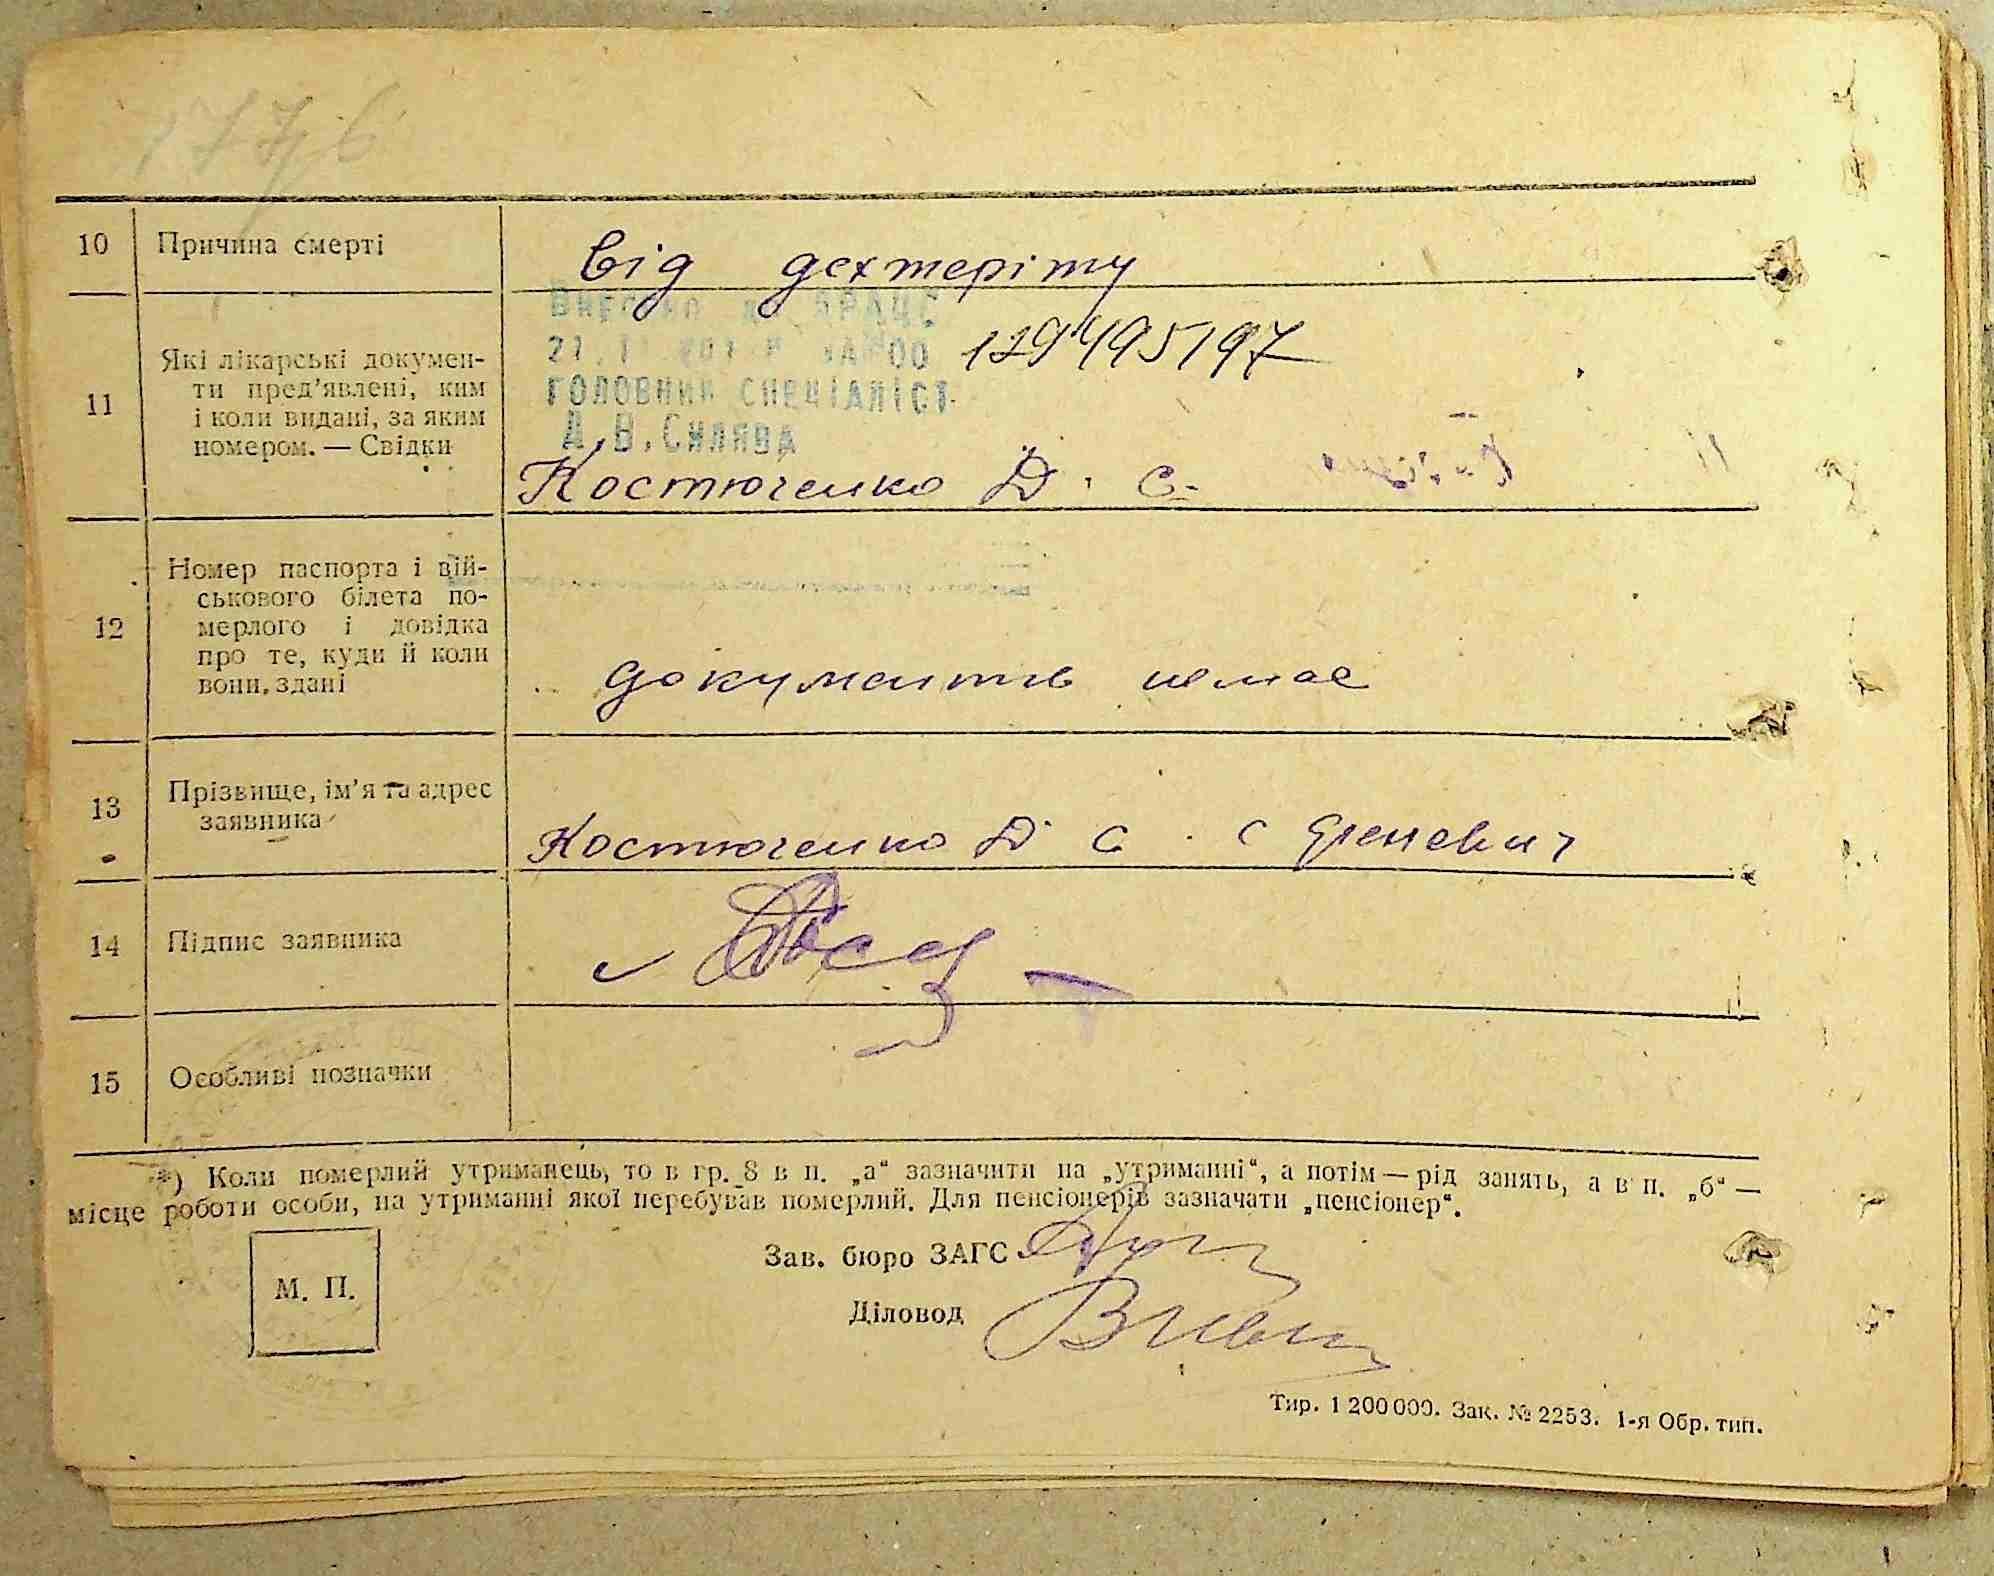 10 Причина смерті
від дехтеріту
Внесено до ДРАЦС
129495197
ГОЛОВНИЙ СПЕЦІАЛІСТ
А.В.Силява
11 Які лікарські докумен-
ти пред’явлені, ким
і коли видані, за яким
номером. — Свідки
Костюченко Д. С.
12 Номер паспорта і вій-
ськового білета по-
мерлого і довідка
про те, куди й коли
вони, здані
документів немає
13 Прізвище, ім’я та адрес
заявника
Костюченко Д С. с
14 Підпис заявника
15 Особливі позначки
*) Коли померлий утриманець, то в гр. 8 в п. „а“ зазначити на „утриманні“, а потім — рід занять, а в п. „б“ —
місце роботи особи, на утриманні якої перебував померлий. Для пенсіонерів зазначати „пенсіонер“.
Зав. бюро ЗАГС
М. П.
Діловод
Тир. 1 200 000. Зак. № 2253. 1-я Обр. тип.